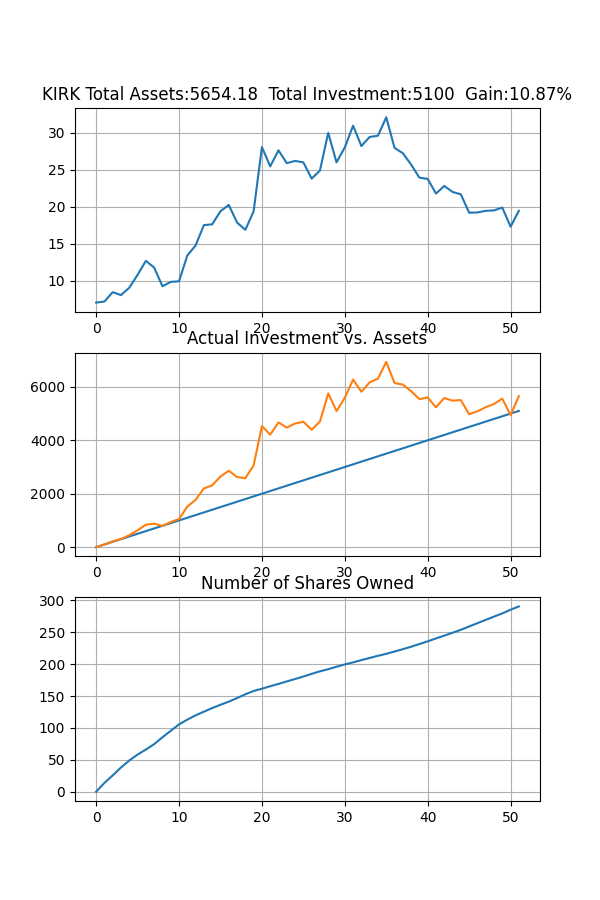 KIRK Total Assets:5654.18  Total Investment:5100  Gain:10.87%
30
25
20
15
10
0 10 20 30 40 50
Actual Investment vs. Assets
6000
4000
2000
0
0 10 20 30 40 50
Number of Shares Owned
300
250
200
150
100
50
0
0 10 20 30 40 50